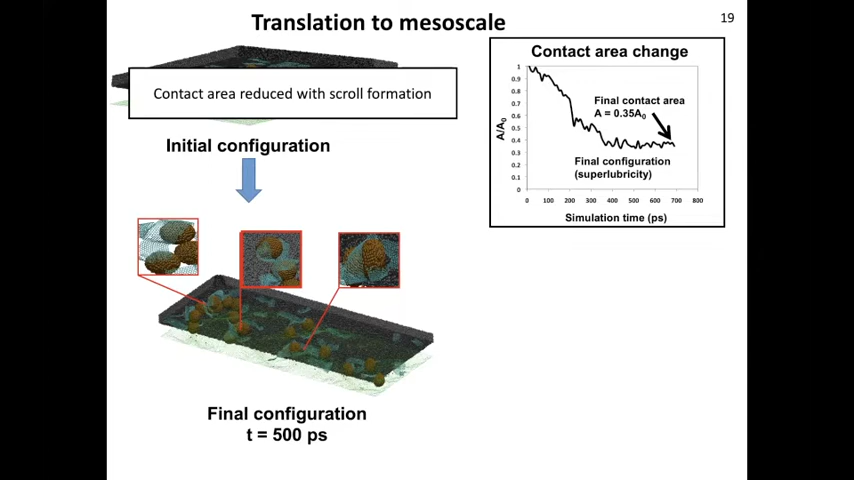 Translation to mesoscale
19
Contact area reduced with scroll formation
Initial configuration
Final configuration
t = 500 ps
Contact area change
A/A0
1
0.9
0.8
0.7
0.6
0.5
0.4
0.3
0.2
0.1
0
Final contact area
A = 0.35A0
Final configuration
(superlubricity)
0 100 200 300 400 500 600 700 800
Simulation time (ps)